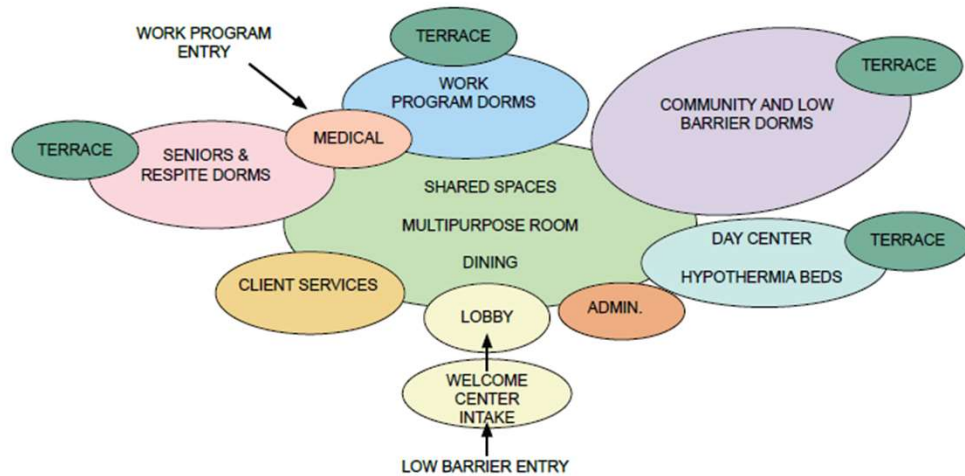 WORK PROGRAM
ENTRY
TERRACE
WORK
PROGRAM DORMS
TERRACE
COMMUNITY AND LOW
BARRIER DORMS
MEDICAL
TERRACE
SENIORS &
RESPITE DORMS
SHARED SPACES
MULTIPURPOSE ROOM
DINING
DAY CENTER
HYPOTHERMIA BEDS
TERRACE
CLIENT SERVICES
LOBBY
ADMIN.
WELCOME
CENTER
INTAKE
LOW BARRIER ENTRY